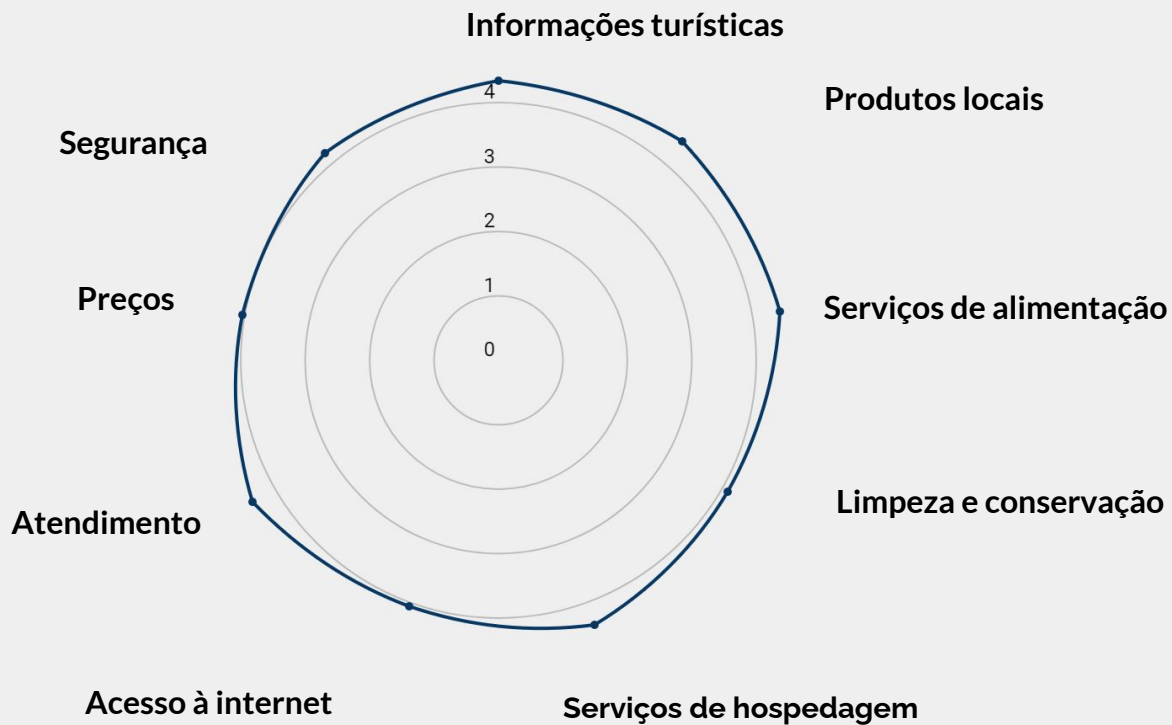 Informações turísticas
Produtos locais
Segurança
4
3
2
1
0
Preços
Serviços de alimentação
Limpeza e conservação
Atendimento
Acesso à internet
Serviços de hospedagem